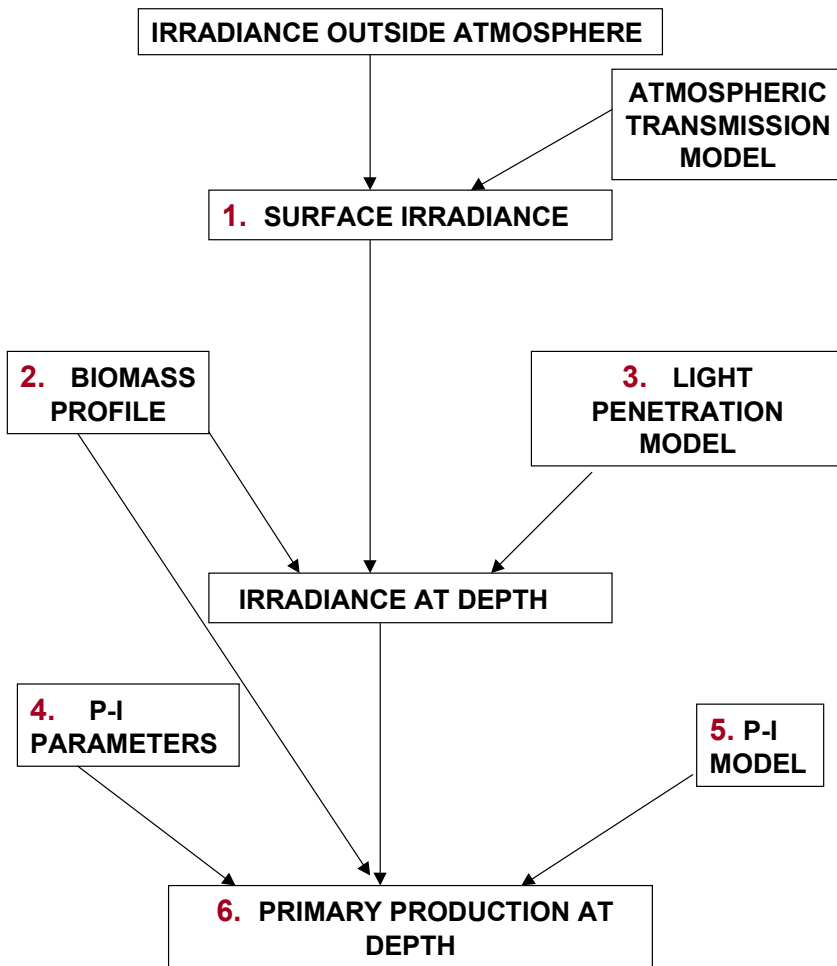 IRRADIANCE OUTSIDE ATMOSPHERE
ATMOSPHERIC
TRANSMISSION
MODEL
1. SURFACE IRRADIANCE
2. BIOMASS
PROFILE
3. LIGHT
PENETRATION
MODEL
IRRADIANCE AT DEPTH
4. P-I
PARAMETERS
5. P-I
MODEL
6. PRIMARY PRODUCTION AT
DEPTH